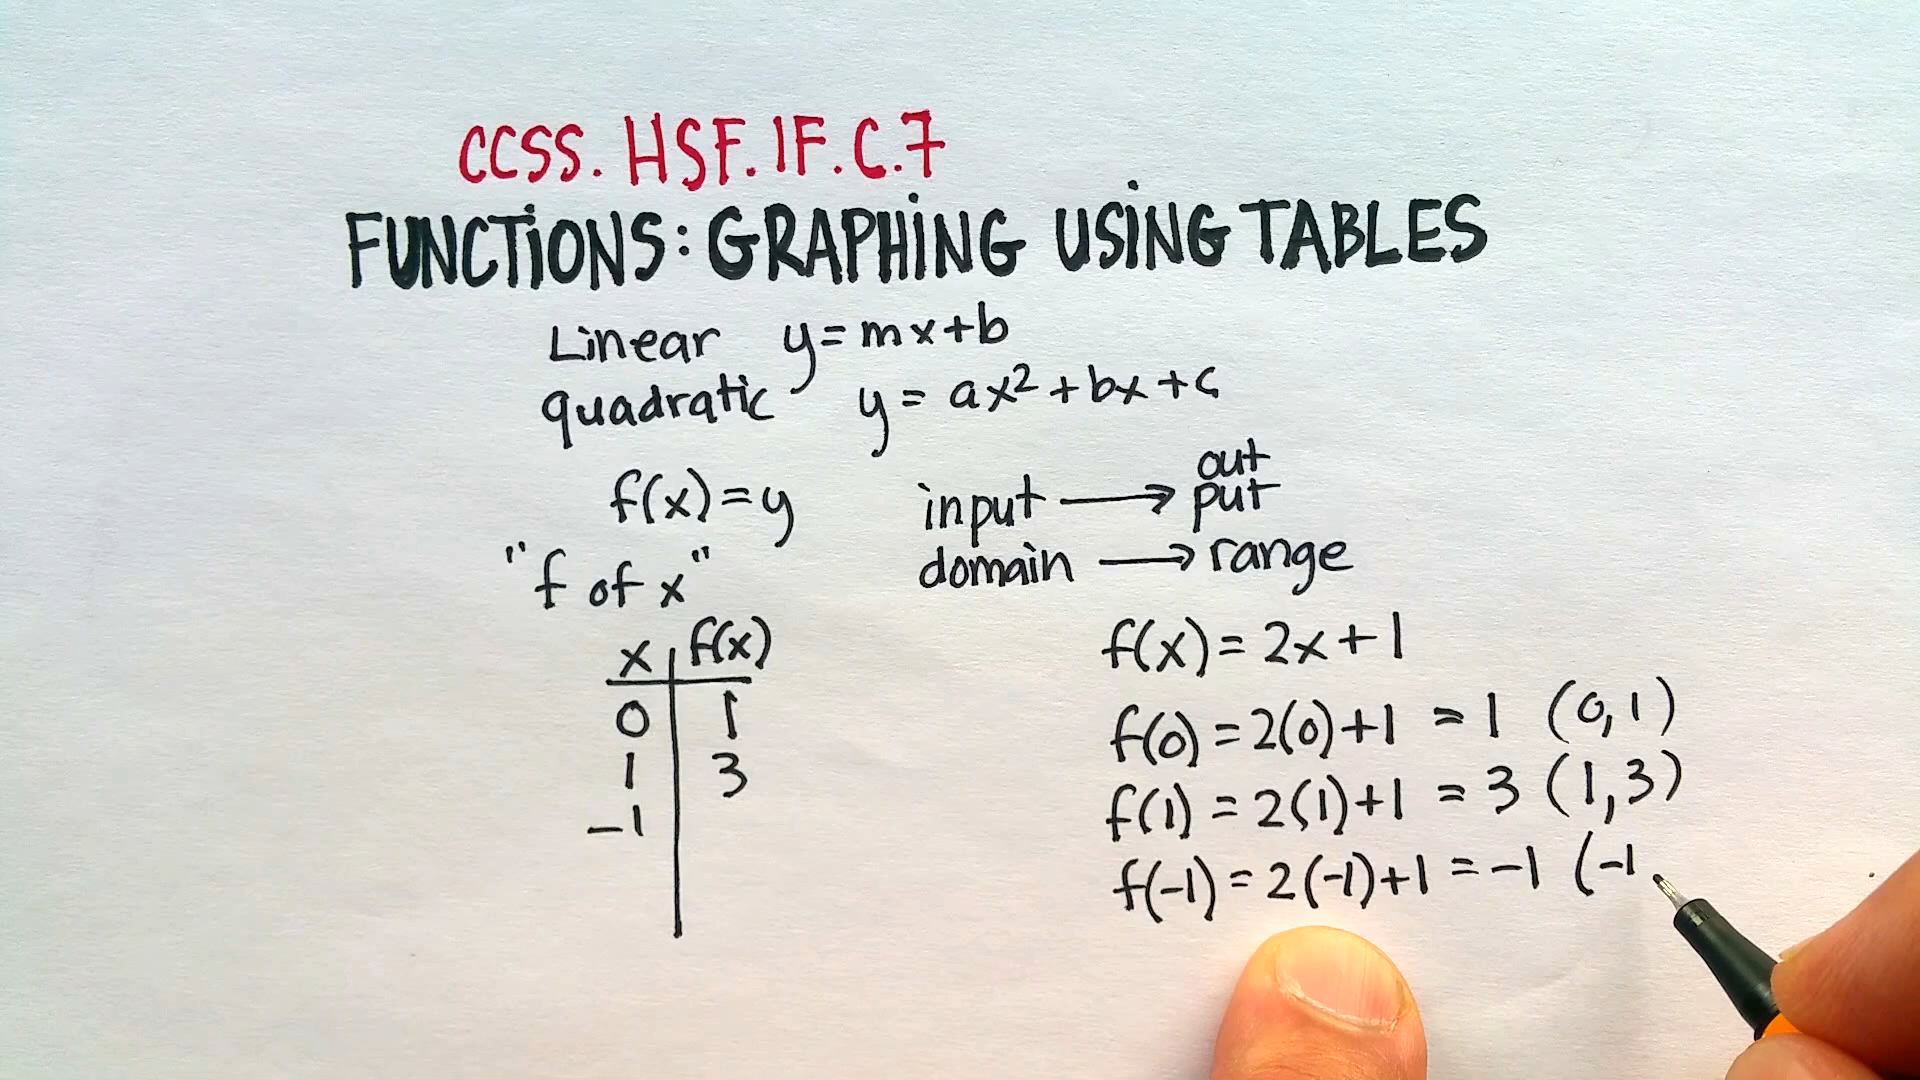 CCSS. HSF. IF. C.7
FUNCTIONS: GRAPHING USING TABLES
Linear y = mx + b
quadratic y = ax² + bx + c
f(x) = y
"f of x"
input → output
domain → range
x | f(x)
0 | 1
1 | 3
-1 |
f(x) = 2x + 1
f(0) = 2(0) + 1 = 1 (0, 1)
f(1) = 2(1) + 1 = 3 (1, 3)
f(-1) = 2(-1) + 1 = -1 (-1